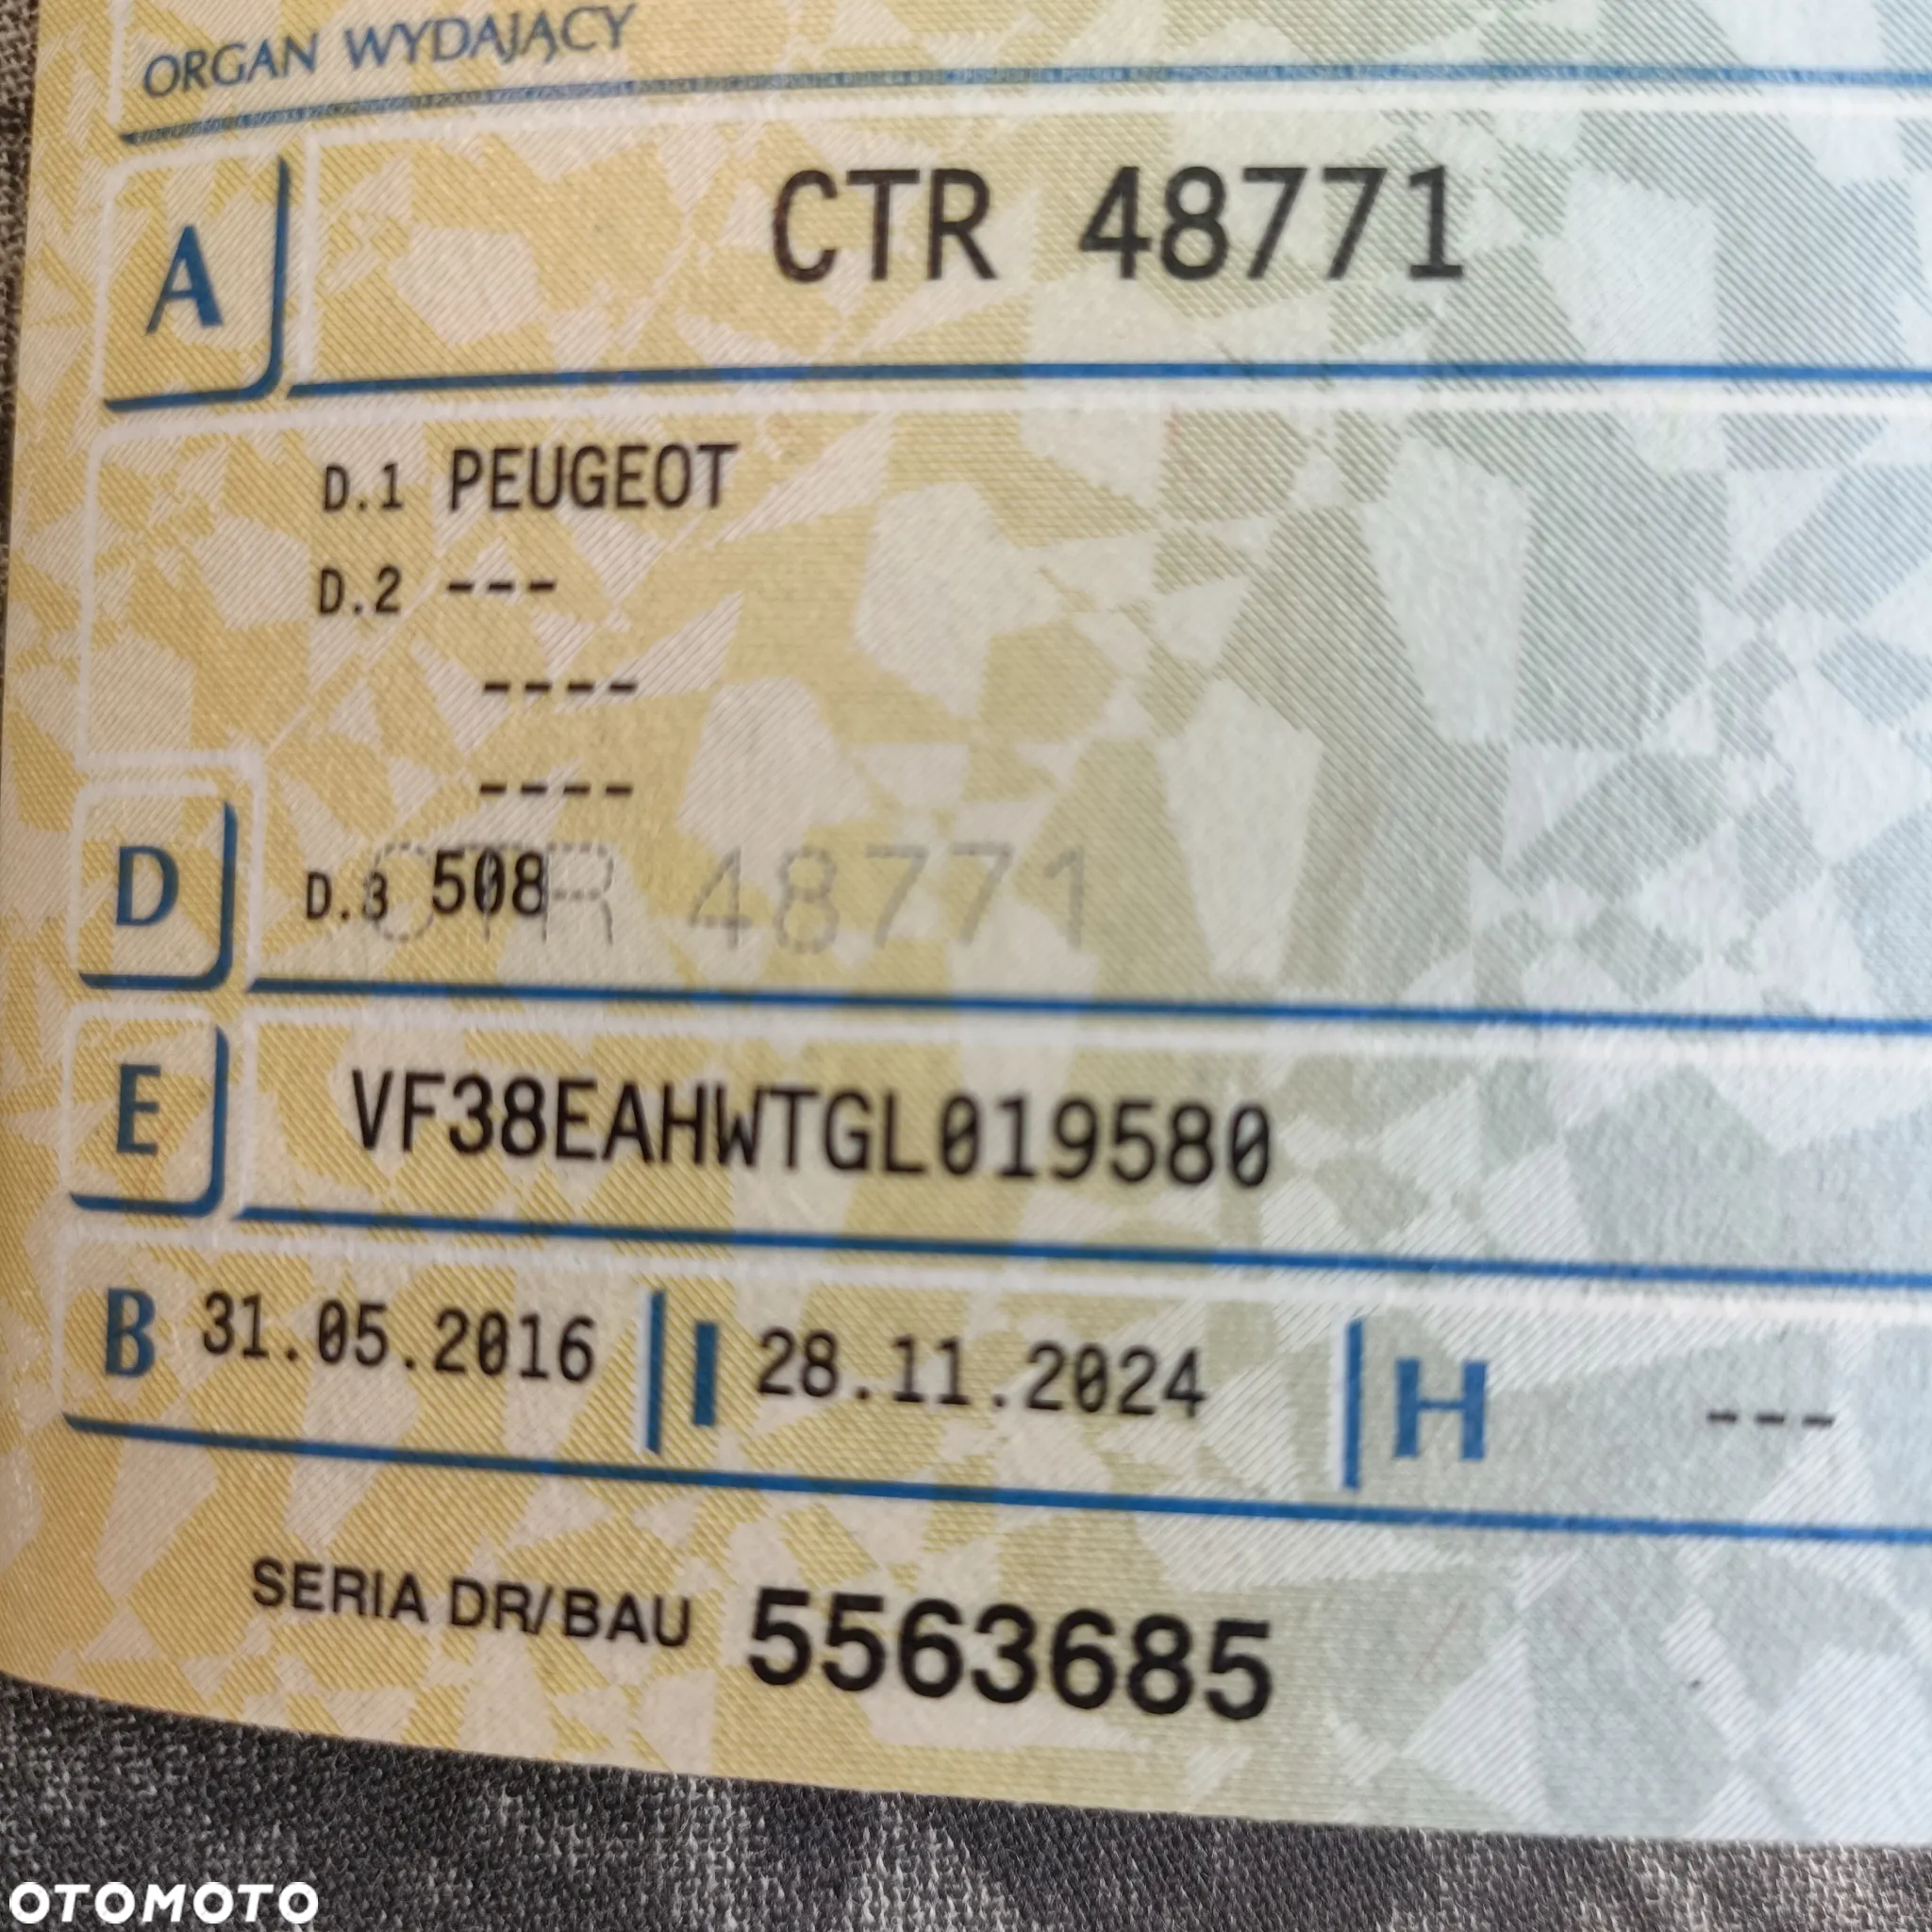 ORGAN WYDAJĄCY
A CTR 48771
D.1 PEUGEOT
D.2 ---
----
----
D D.3 508
CTR 48771
E VF38EAHWTGL019580
B 31.05.2016 I 28.11.2024 H ---
SERIA DR/BAU 5563685
OTOMOTO